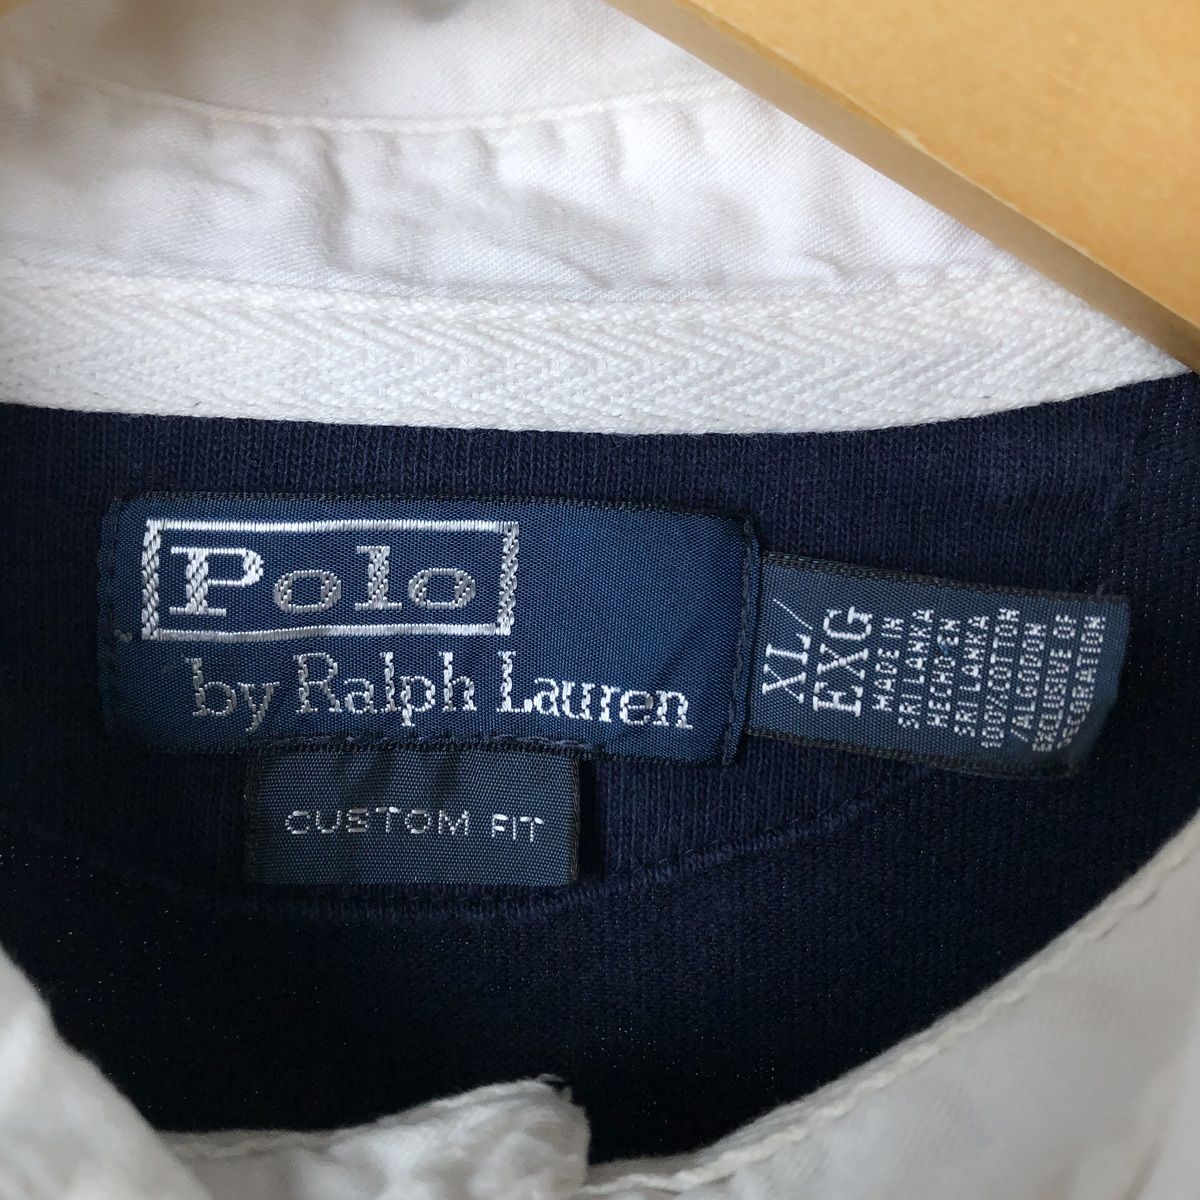 Polo
by Ralph Lauren
CUSTOM FIT
XL/
EXG
MADE IN
SRI LANKA
HECHO EN
SRI LANKA
100%COTTON
/ALGODON
EXCLUSIVE OF
DECORATION